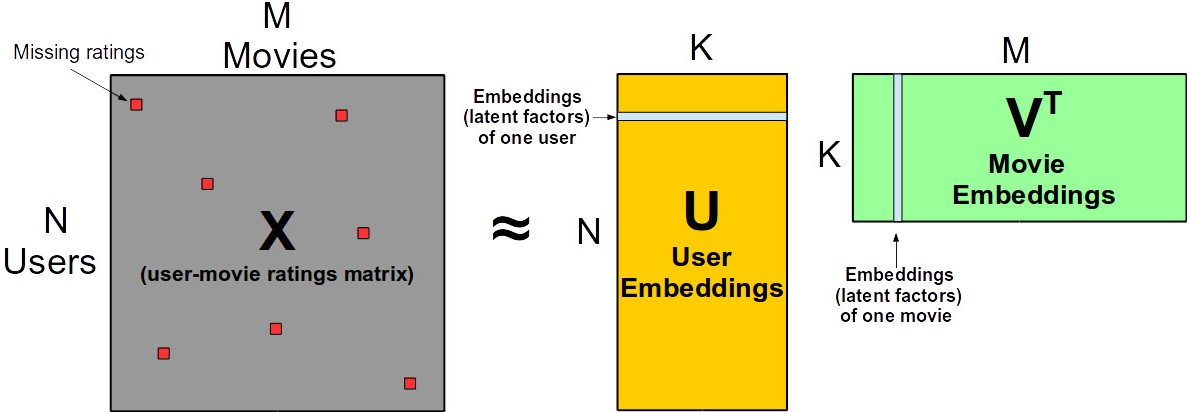 M
Movies
Missing ratings
N
Users
X
(user-movie ratings matrix)
≈
K
Embeddings
(latent factors)
of one user
N
U
User
Embeddings
M
K
V^T
Movie
Embeddings
Embeddings
(latent factors)
of one movie